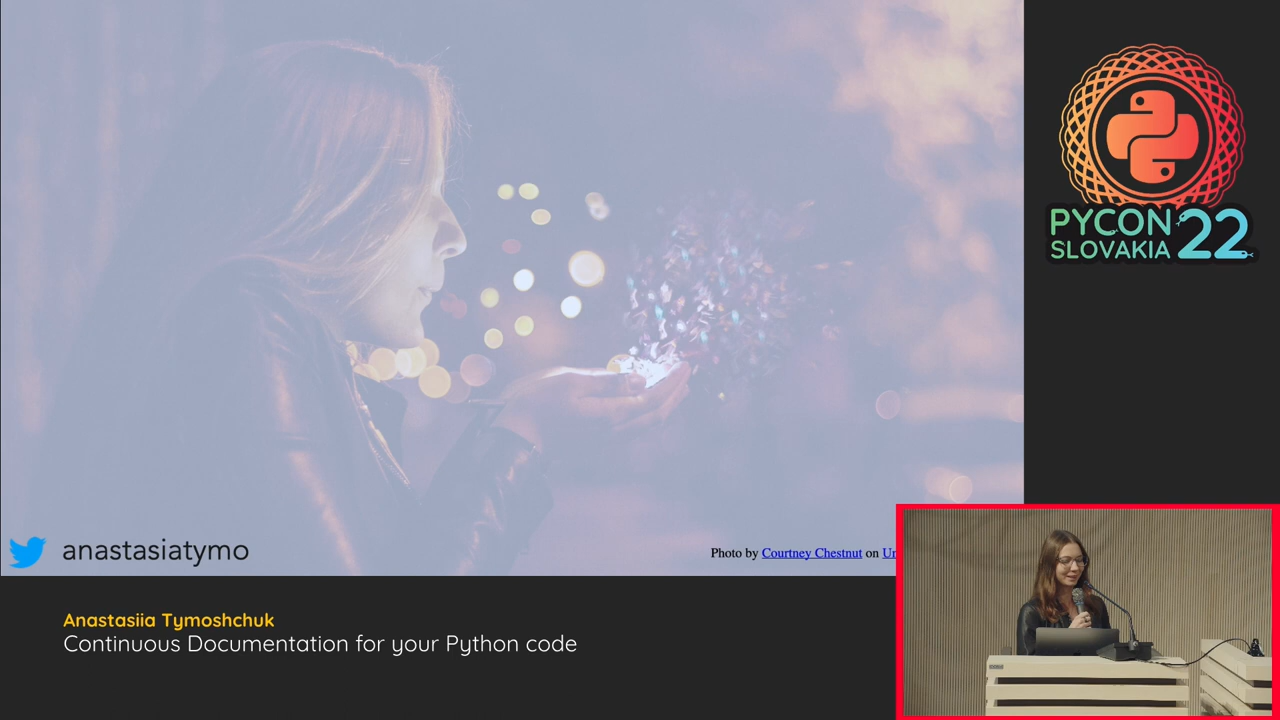 PYCON
SLOVAKIA 22
anastasiatymo
Photo by Courtney Chestnut on
Anastasiia Tymoshchuk
Continuous Documentation for your Python code